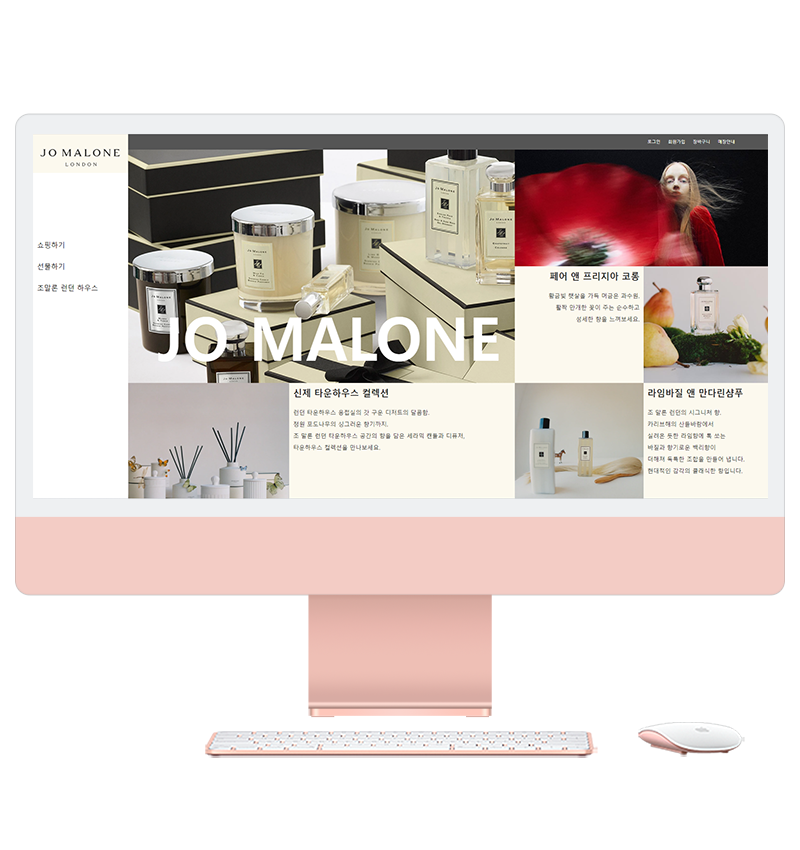 JO MALONE
LONDON
로그인 회원가입 장바구니 매장안내
쇼핑하기
선물하기
조말론 런던 하우스
JO MALONE
페어 앤 프리지아 코롱
황금빛 햇살을 가득 머금은 과수원,
활짝 만개한 꽃이 주는 순수하고
섬세한 향을 느껴보세요.
신제 타운하우스 컬렉션
런던 타운하우스 응접실의 갓 구운 디저트의 달콤함,
정원 포도나무의 싱그러운 향기까지.
조 말론 런던 타운하우스 공간의 향을 담은 세라믹 캔들과 디퓨저,
타운하우스 컬렉션을 만나보세요.
라임바질 앤 만다린샴푸
조 말론 런던의 시그니처 향.
카리브해의 산들바람에서
실려온 듯한 라임향에 톡 쏘는
바질과 향기로운 백리향이
더해져 독특한 조합을 만들어 냅니다.
현대적인 감각의 클래식한 향입니다.
JO MALONE
JO MALONE
JO MALONE
JO MALONE